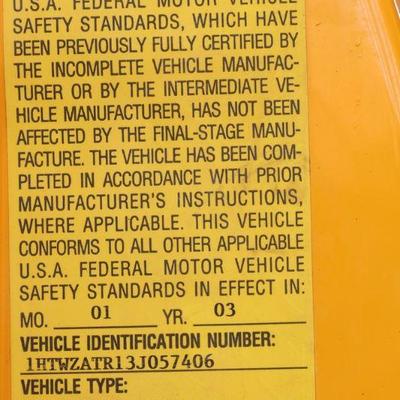 U.S.A. FEDERAL MOTOR VEHICLE
SAFETY STANDARDS, WHICH HAVE
BEEN PREVIOUSLY FULLY CERTIFIED BY
THE INCOMPLETE VEHICLE MANUFAC-
TURER OR BY THE INTERMEDIATE VE-
HICLE MANUFACTURER, HAS NOT BEEN
AFFECTED BY THE FINAL-STAGE MANU-
FACTURE. THE VEHICLE HAS BEEN COM-
PLETED IN ACCORDANCE WITH PRIOR
MANUFACTURER'S INSTRUCTIONS,
WHERE APPLICABLE. THIS VEHICLE
CONFORMS TO ALL OTHER APPLICABLE
U.S.A. FEDERAL MOTOR VEHICLE
SAFETY STANDARDS IN EFFECT IN:
MO. 01 YR. 03
VEHICLE IDENTIFICATION NUMBER:
1HTWZATR13J057406
VEHICLE TYPE: